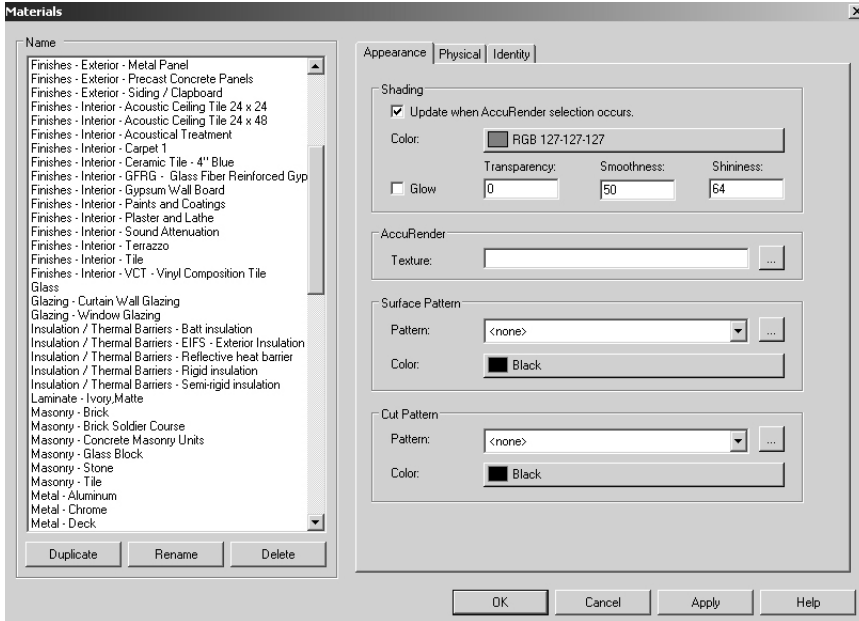 Materials
Name
Finishes - Exterior - Metal Panel
Finishes - Exterior - Precast Concrete Panels
Finishes - Exterior - Siding / Clapboard
Finishes - Interior - Acoustic Ceiling Tile 24 x 24
Finishes - Interior - Acoustic Ceiling Tile 24 x 48
Finishes - Interior - Acoustical Treatment
Finishes - Interior - Carpet 1
Finishes - Interior - Ceramic Tile - 4'' Blue
Finishes - Interior - GFRG - Glass Fiber Reinforced Gyp
Finishes - Interior - Gypsum Wall Board
Finishes - Interior - Paints and Coatings
Finishes - Interior - Plaster and Lathe
Finishes - Interior - Sound Attenuation
Finishes - Interior - Terrazzo
Finishes - Interior - Tile
Finishes - Interior - VCT - Vinyl Composition Tile
Glass
Glazing - Curtain Wall Glazing
Glazing - Window Glazing
Insulation / Thermal Barriers - Batt insulation
Insulation / Thermal Barriers - EIFS - Exterior Insulation
Insulation / Thermal Barriers - Reflective heat barrier
Insulation / Thermal Barriers - Rigid insulation
Insulation / Thermal Barriers - Semi-rigid insulation
Laminate - Ivory,Matte
Masonry - Brick
Masonry - Brick Soldier Course
Masonry - Concrete Masonry Units
Masonry - Glass Block
Masonry - Stone
Masonry - Tile
Metal - Aluminum
Metal - Chrome
Metal - Deck
Duplicate Rename Delete
Appearance Physical Identity
Shading
Update when AccuRender selection occurs.
Color: RGB 127-127-127
Transparency: Smoothness: Shininess:
Glow 0 50 64
AccuRender
Texture: ...
Surface Pattern
Pattern: <none> ...
Color: Black
Cut Pattern
Pattern: <none> ...
Color: Black
OK Cancel Apply Help